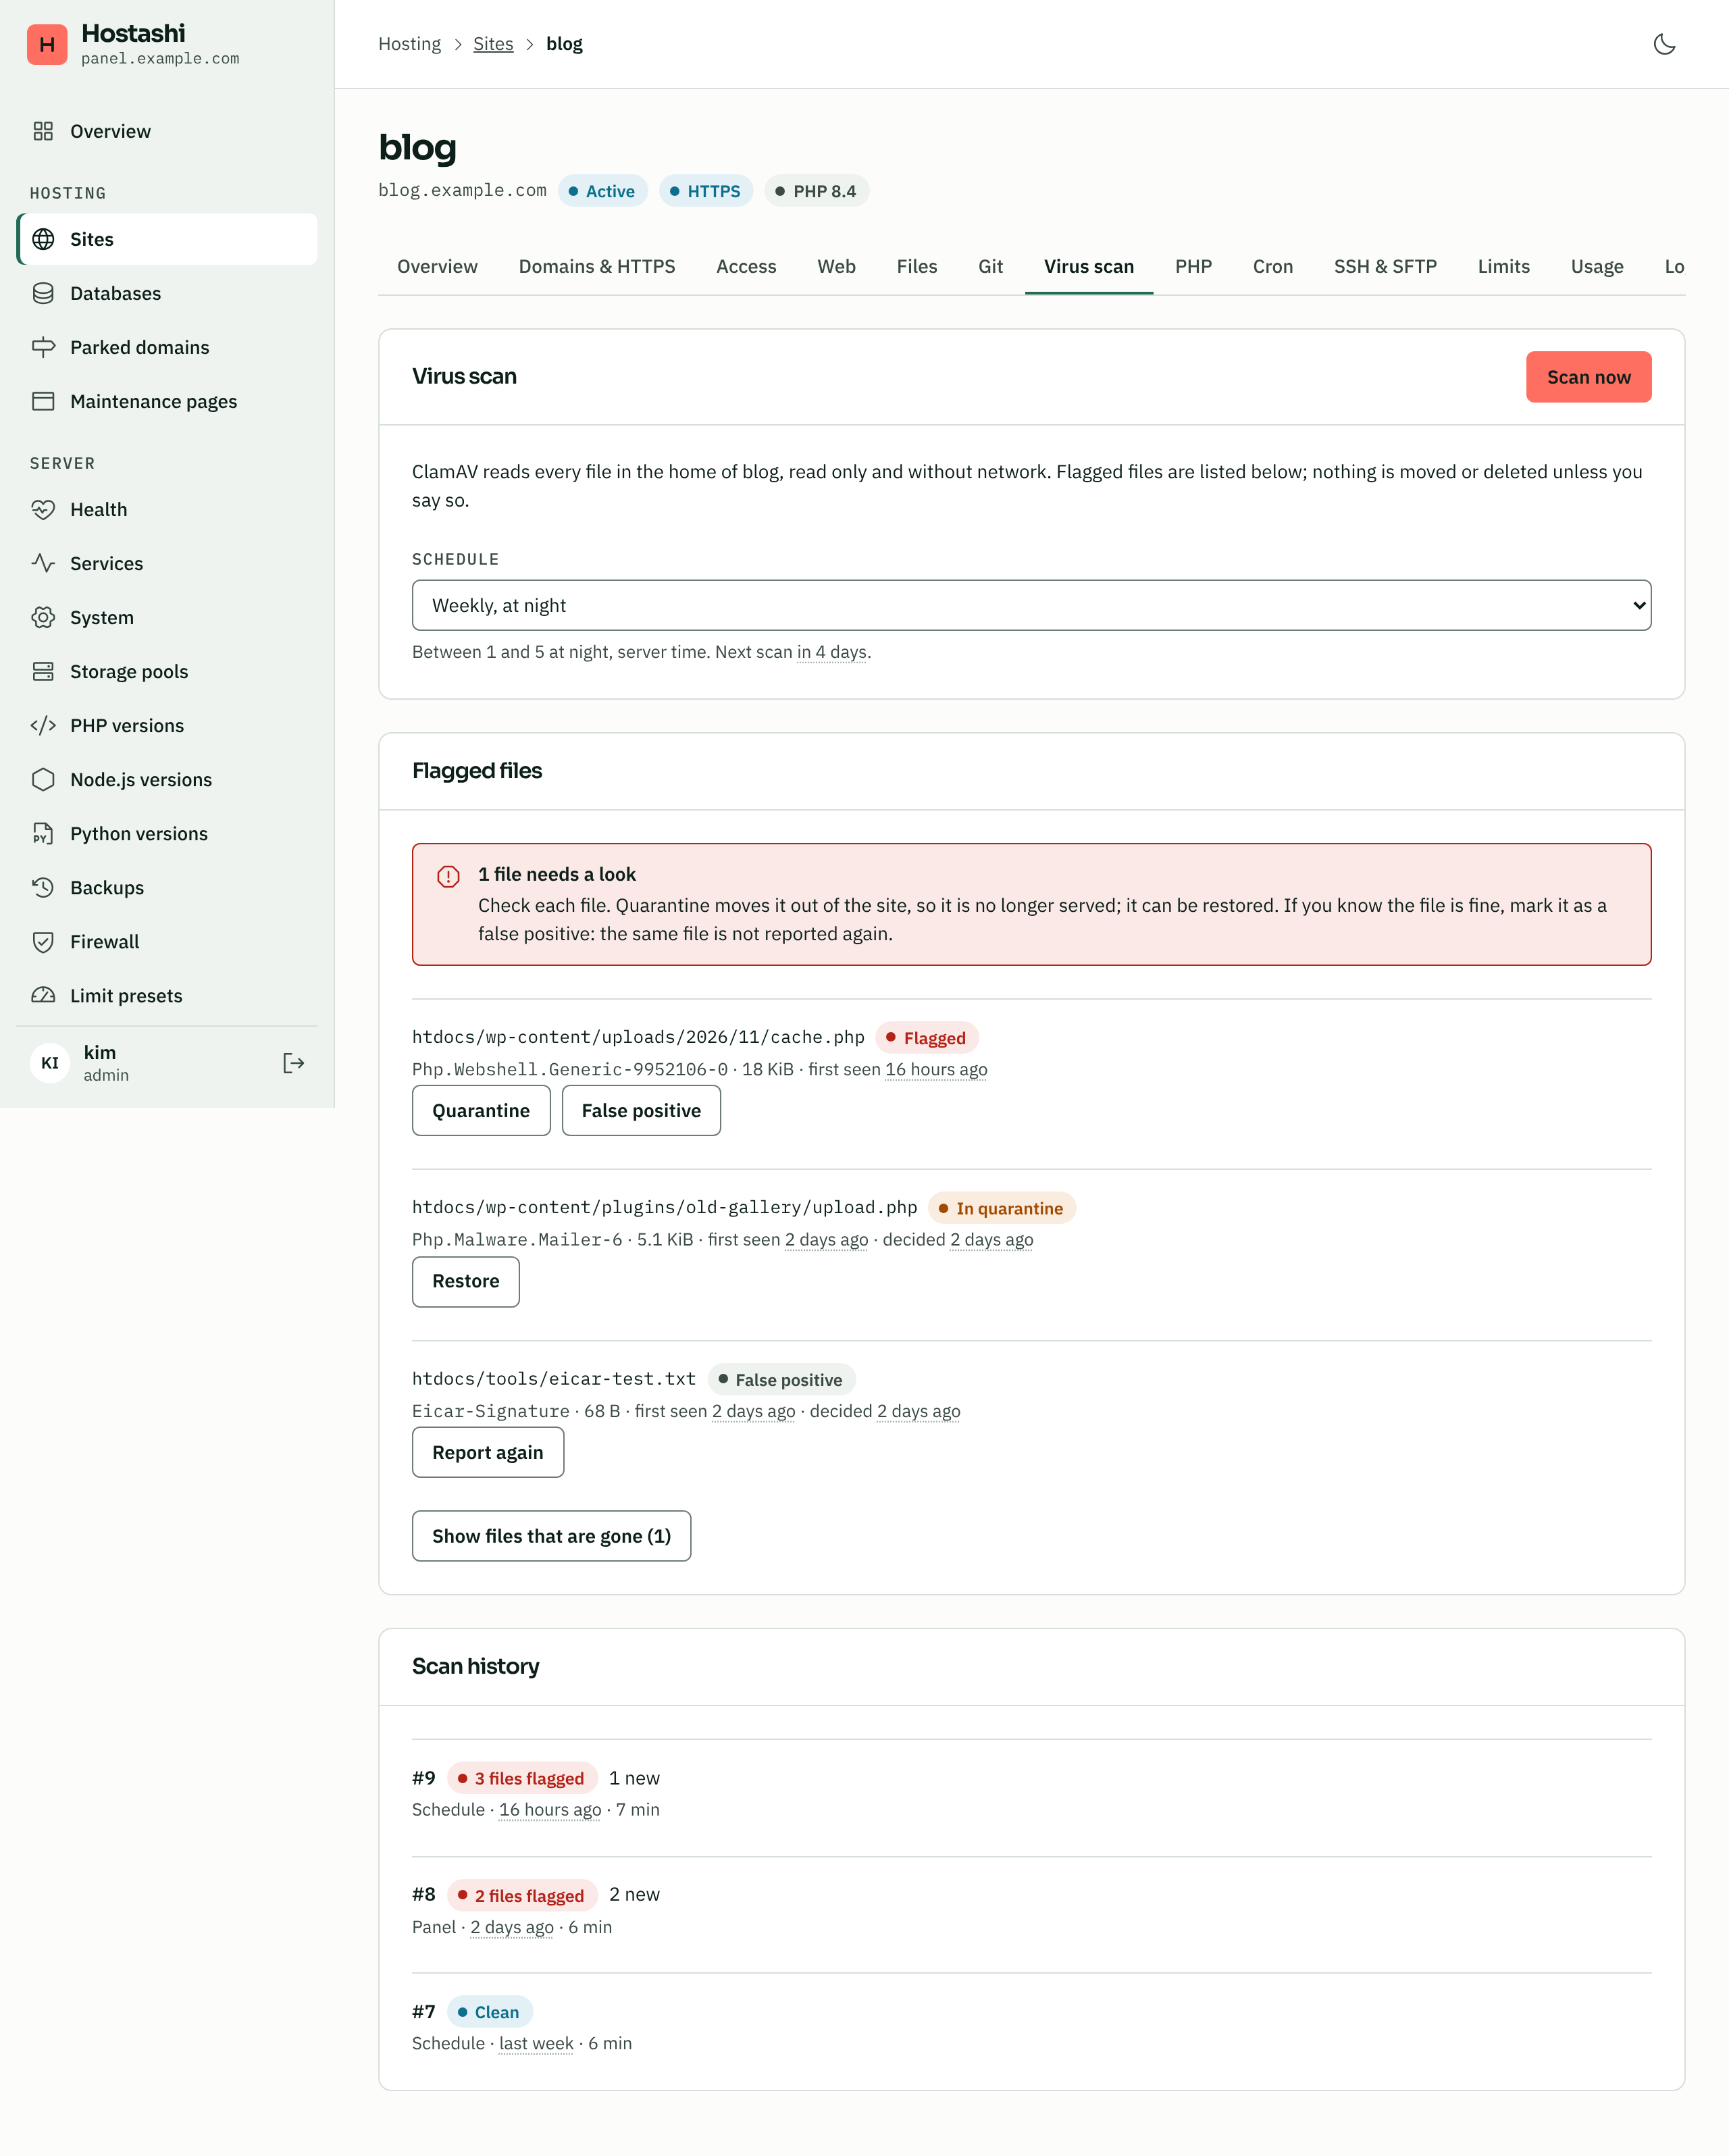 H
Hostashi
panel.example.com
Overview
HOSTING
Sites
Databases
Parked domains
Maintenance pages
SERVER
Health
Services
System
Storage pools
PHP versions
Node.js versions
PY
Python versions
Backups
Firewall
Limit presets
KI
kim
admin
Hosting > Sites > blog
blog
blog.example.com Active HTTPS PHP 8.4
Overview Domains & HTTPS Access Web Files Git Virus scan PHP Cron SSH & SFTP Limits Usage Lo
Virus scan
Scan now
ClamAV reads every file in the home of blog, read only and without network. Flagged files are listed below; nothing is moved or deleted unless you
say so.
SCHEDULE
Weekly, at night
Between 1 and 5 at night, server time. Next scan in 4 days.
Flagged files
1 file needs a look
Check each file. Quarantine moves it out of the site, so it is no longer served; it can be restored. If you know the file is fine, mark it as a
false positive: the same file is not reported again.
htdocs/wp-content/uploads/2026/11/cache.php Flagged
Php.Webshell.Generic-9952106-0 · 18 KiB · first seen 16 hours ago
Quarantine False positive
htdocs/wp-content/plugins/old-gallery/upload.php In quarantine
Php.Malware.Mailer-6 · 5.1 KiB · first seen 2 days ago · decided 2 days ago
Restore
htdocs/tools/eicar-test.txt False positive
Eicar-Signature · 68 B · first seen 2 days ago · decided 2 days ago
Report again
Show files that are gone (1)
Scan history
#9 3 files flagged 1 new
Schedule · 16 hours ago · 7 min
#8 2 files flagged 2 new
Panel · 2 days ago · 6 min
#7 Clean
Schedule · last week · 6 min